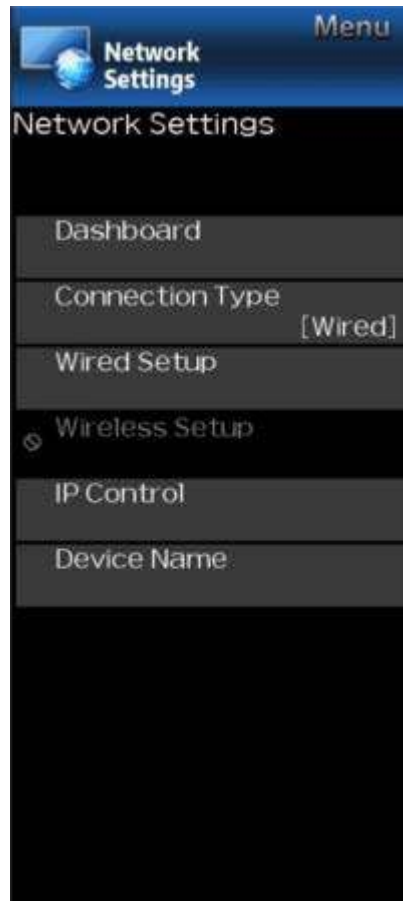 Menu
Network
Settings
Network Settings
Dashboard
Connection Type
[Wired]
Wired Setup
Wireless Setup
IP Control
Device Name